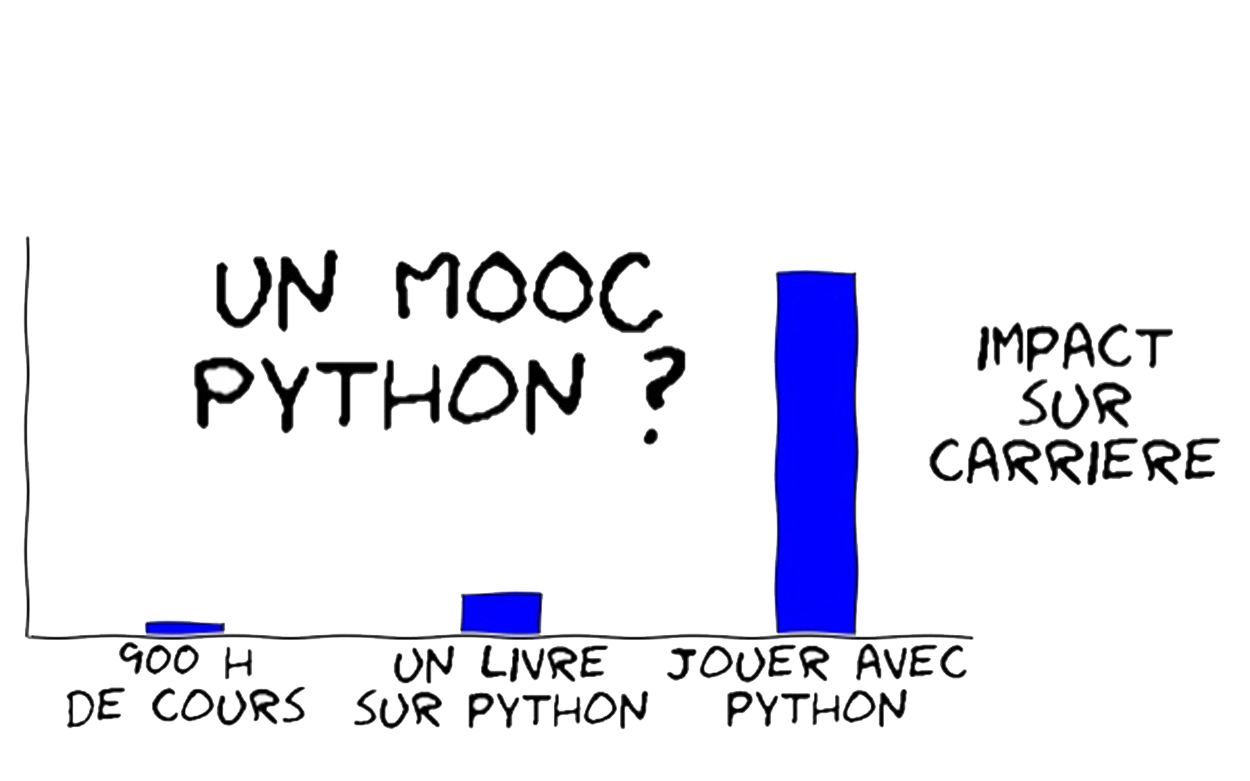 UN MOOC
PYTHON ?
IMPACT
SUR
CARRIERE
900 H
DE COURS
UN LIVRE
SUR PYTHON
JOUER AVEC
PYTHON